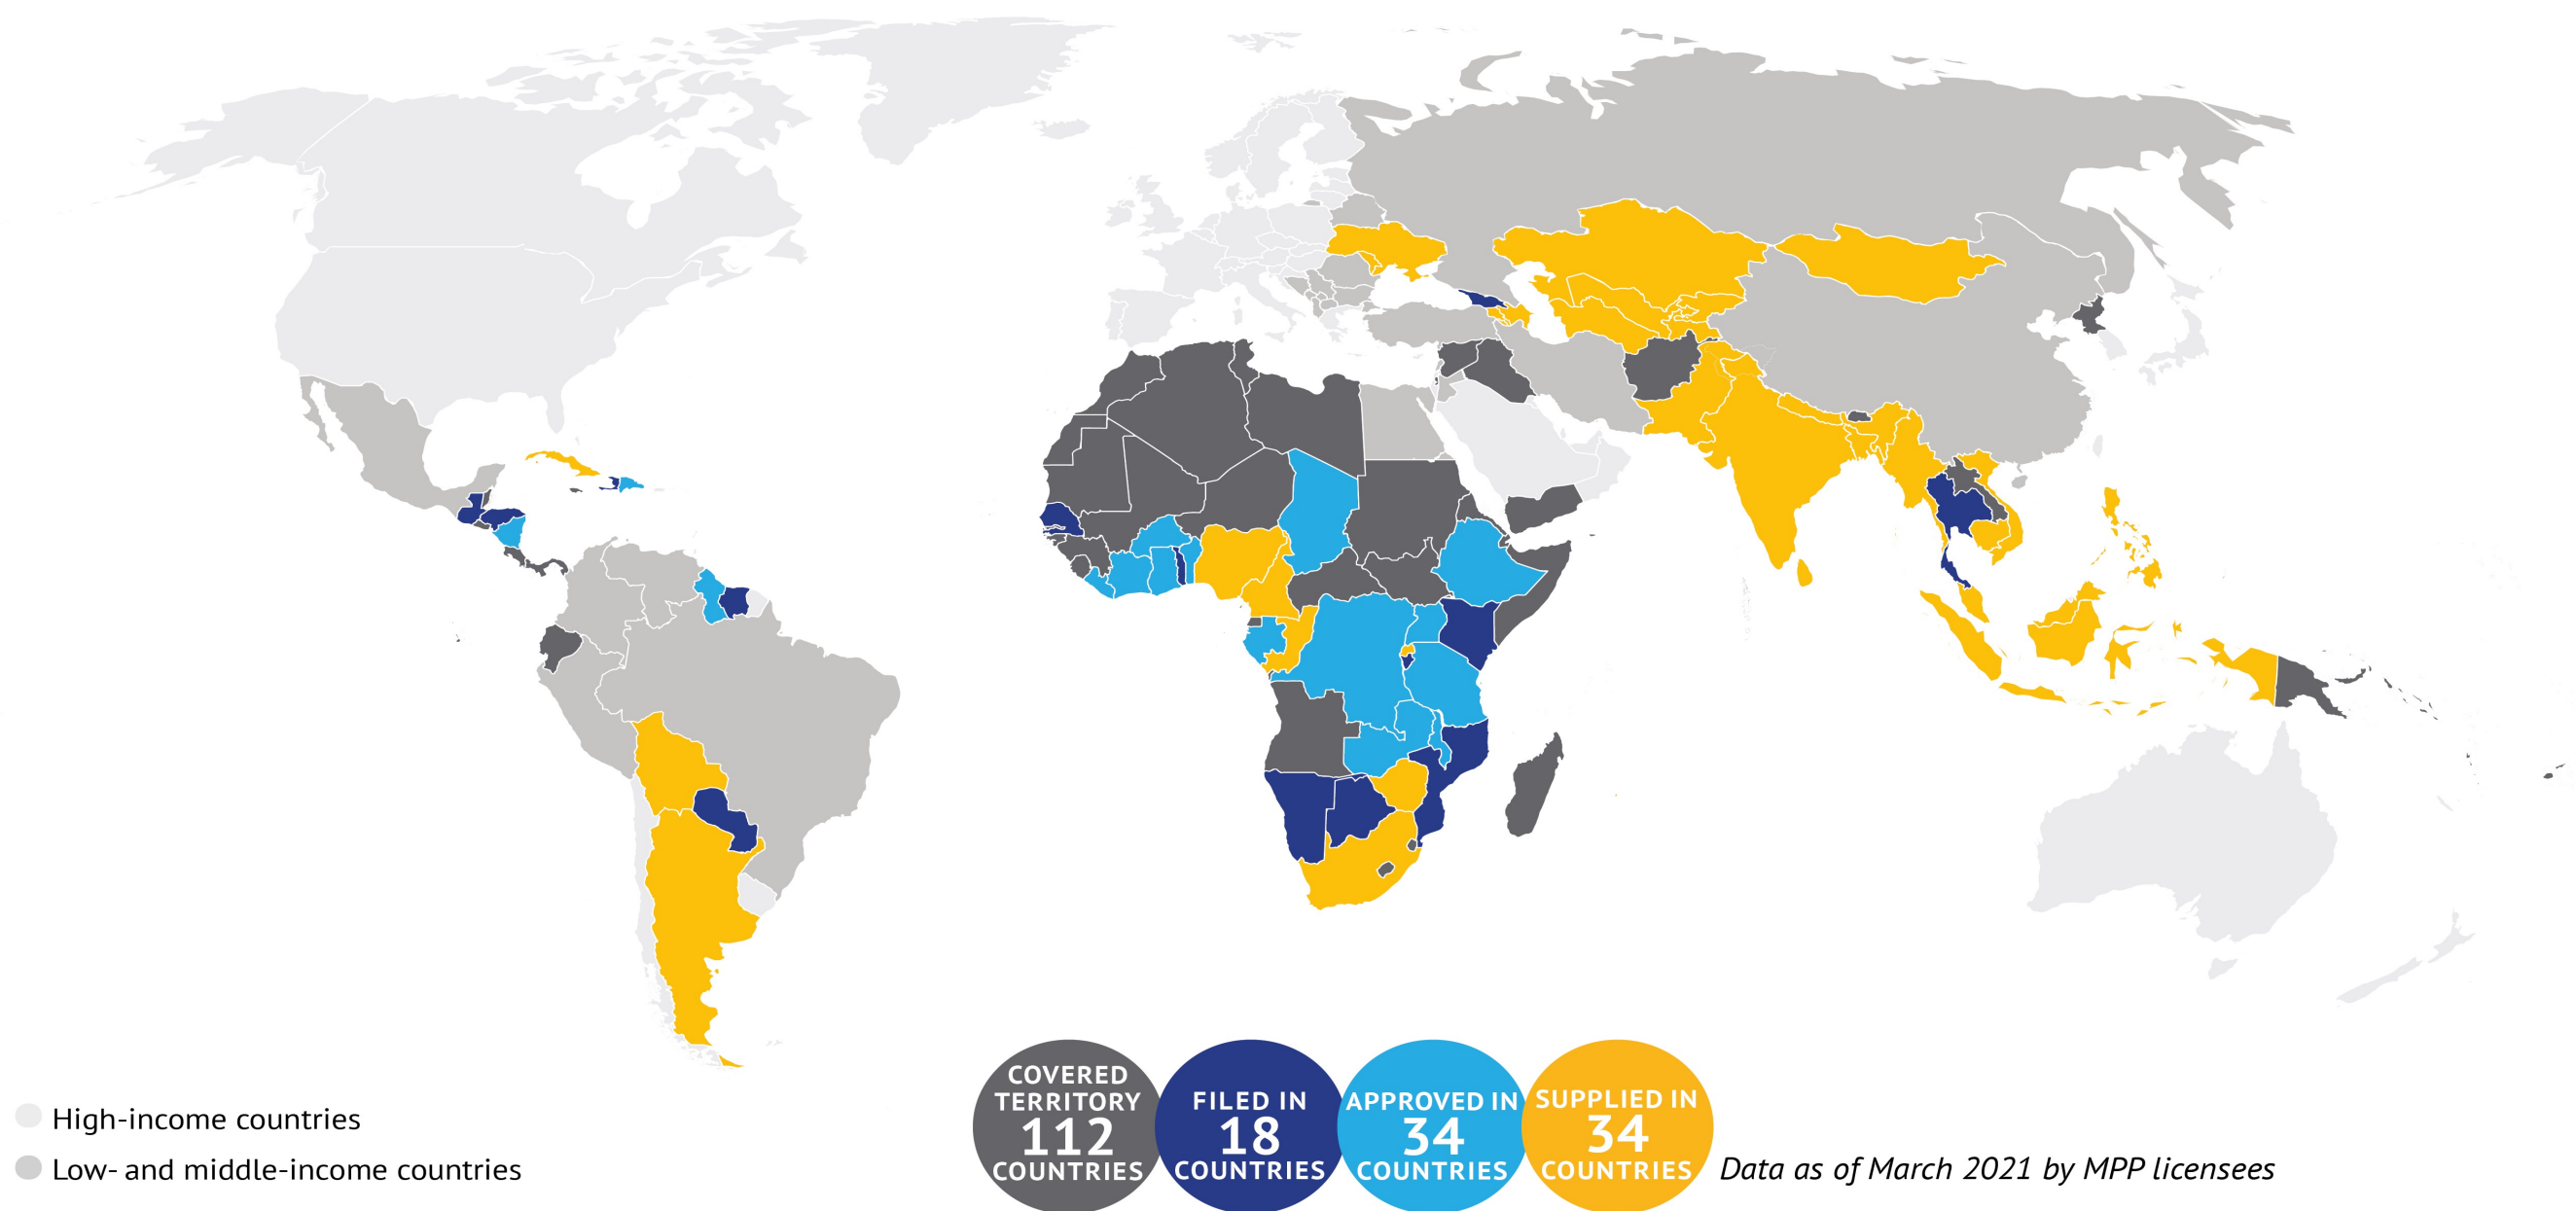 COVERED
TERRITORY
112
COUNTRIES
FILED IN
18
COUNTRIES
APPROVED IN
34
COUNTRIES
SUPPLIED IN
34
COUNTRIES
High-income countries
Low- and middle-income countries
Data as of March 2021 by MPP licensees